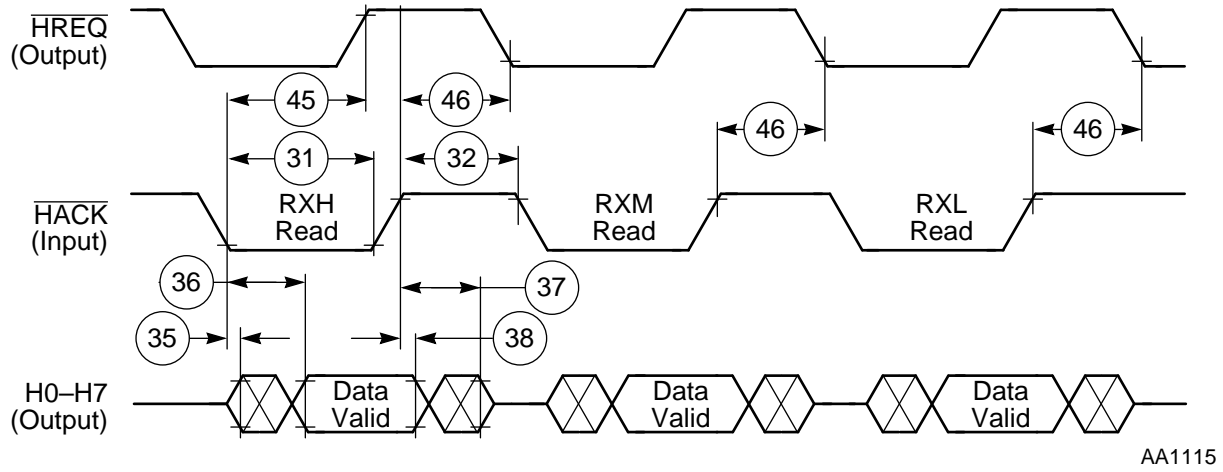 HREQ
(Output)
45
46
46
46
31
32
HACK
(Input)
RXH
Read
RXM
Read
RXL
Read
36
37
35
38
H0–H7
(Output)
Data
Valid
Data
Valid
Data
Valid
AA1115